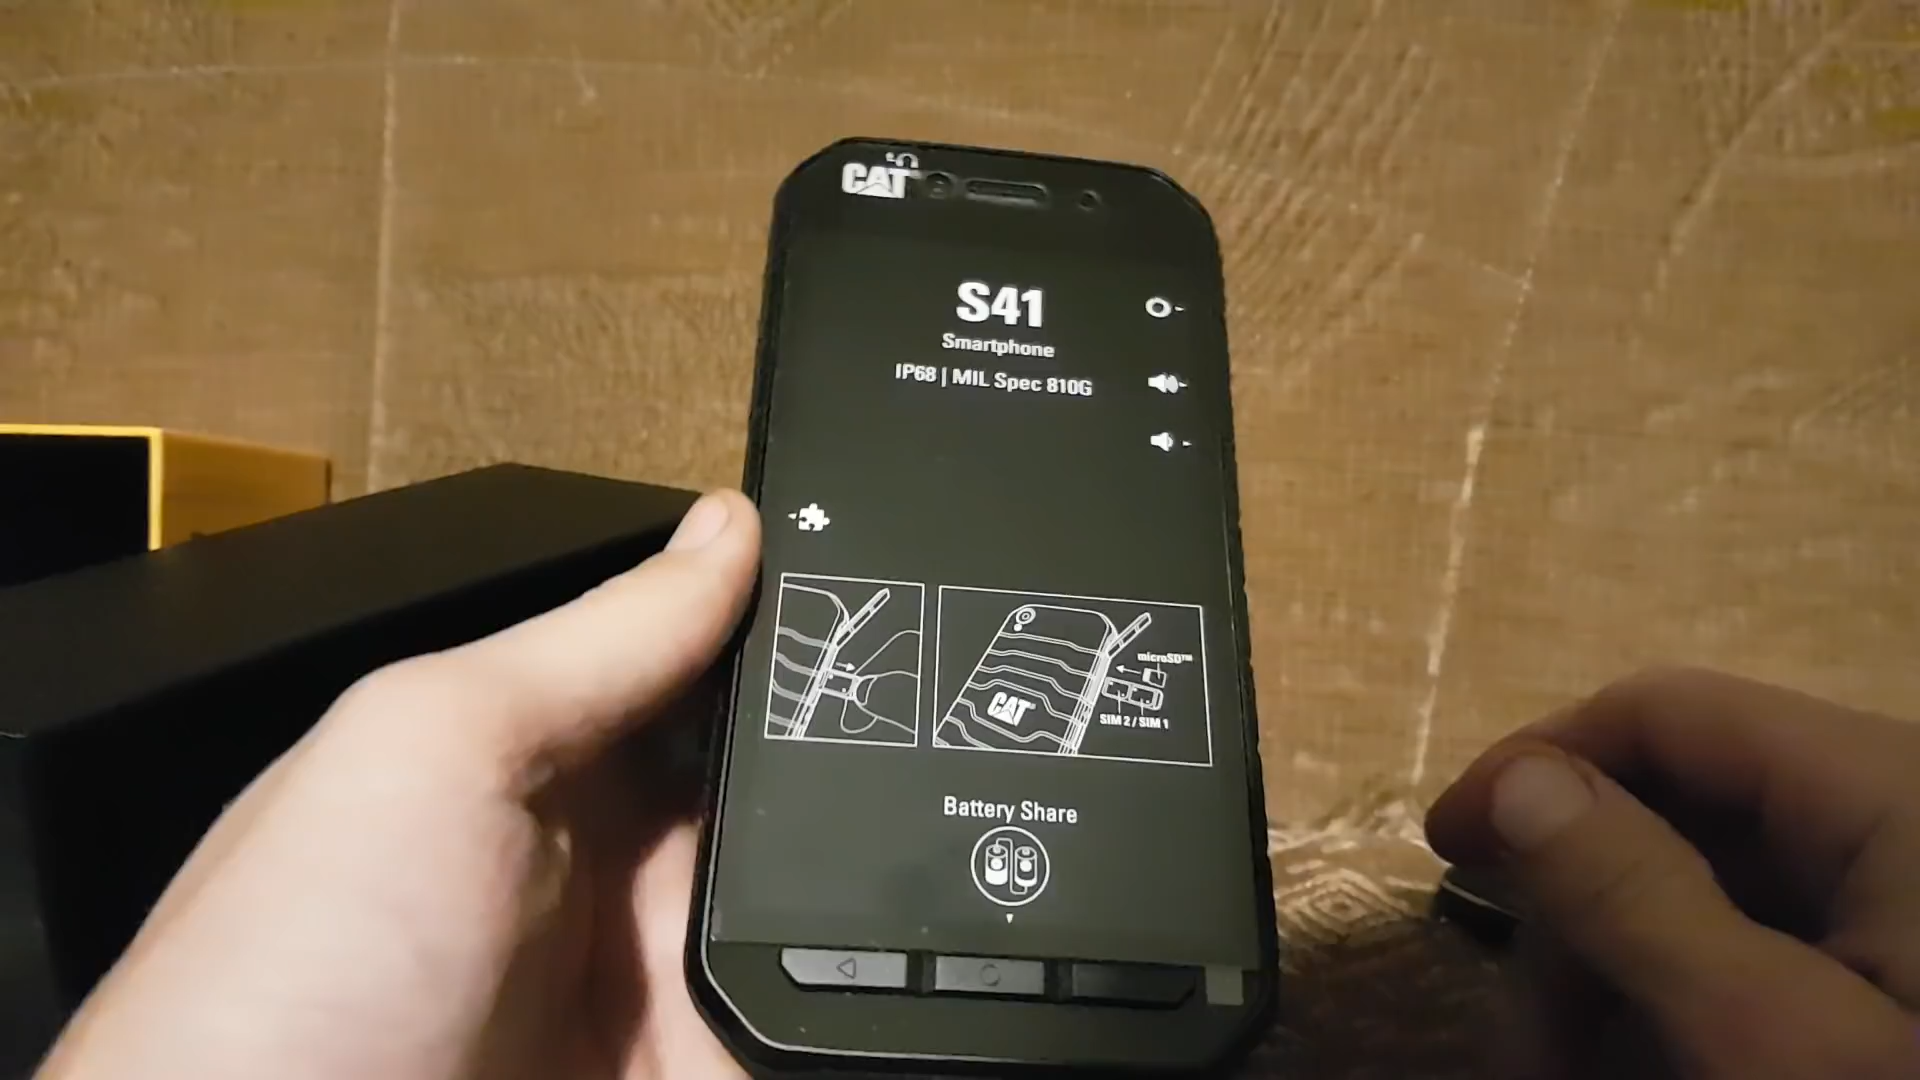 CAT
S41
Smartphone
IP68 | MIL Spec 810G
microSD™
SIM 2 / SIM 1
CAT
Battery Share